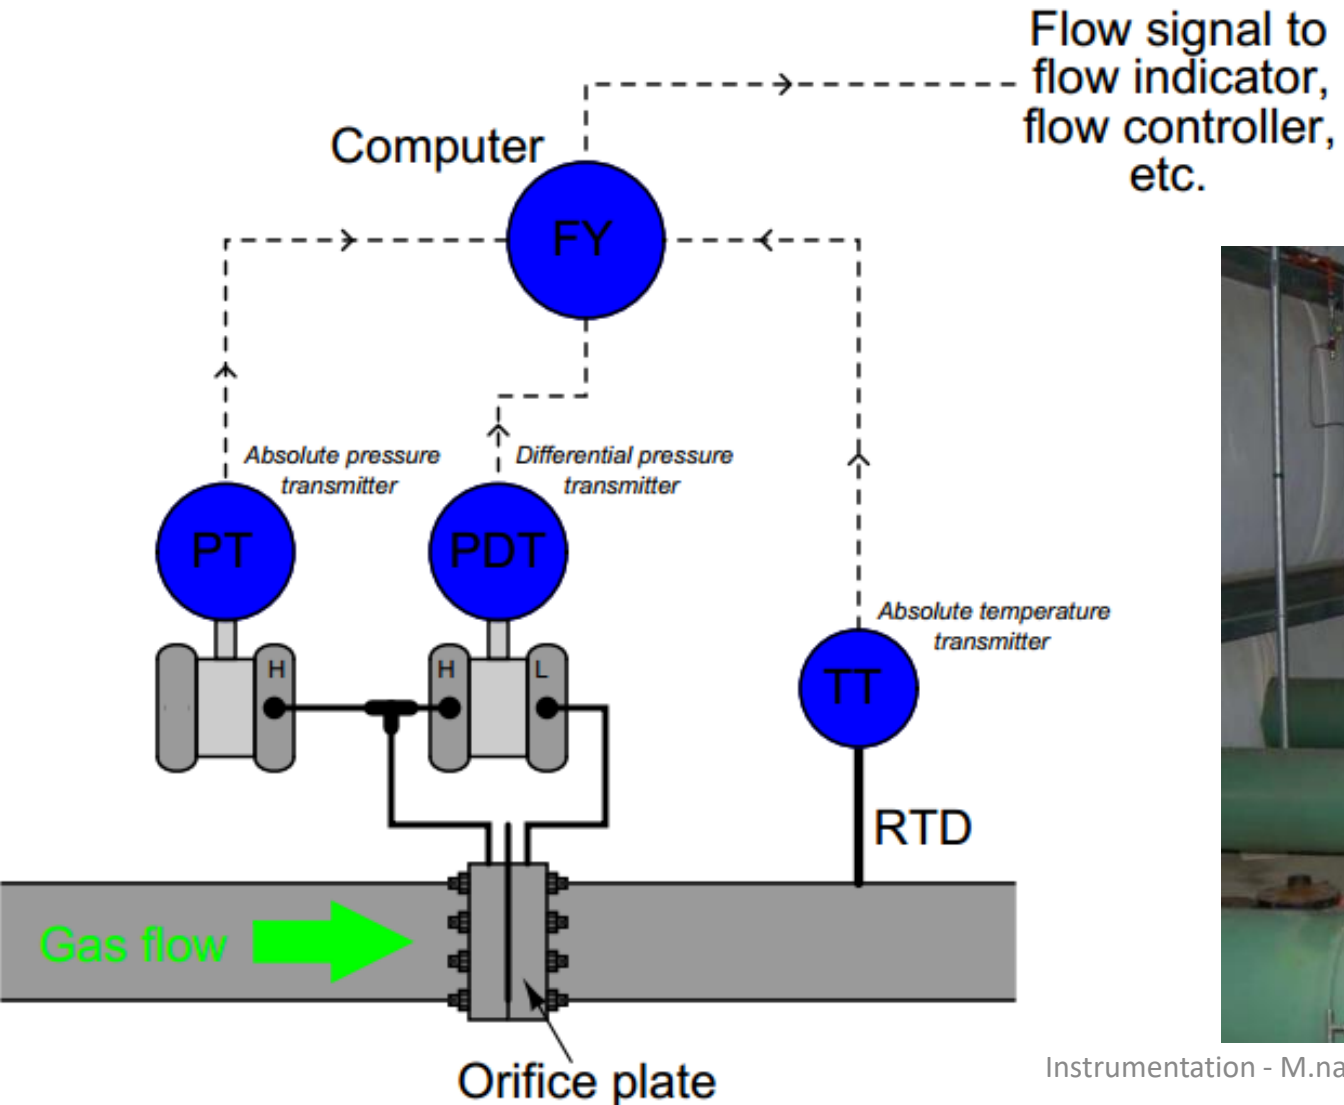 Flow signal to
flow indicator,
flow controller,
etc.
Computer
FY
Absolute pressure
transmitter
Differential pressure
transmitter
PT
PDT
Absolute temperature
transmitter
H
H
L
TT
RTD
Gas flow
Orifice plate
Instrumentation - M.na